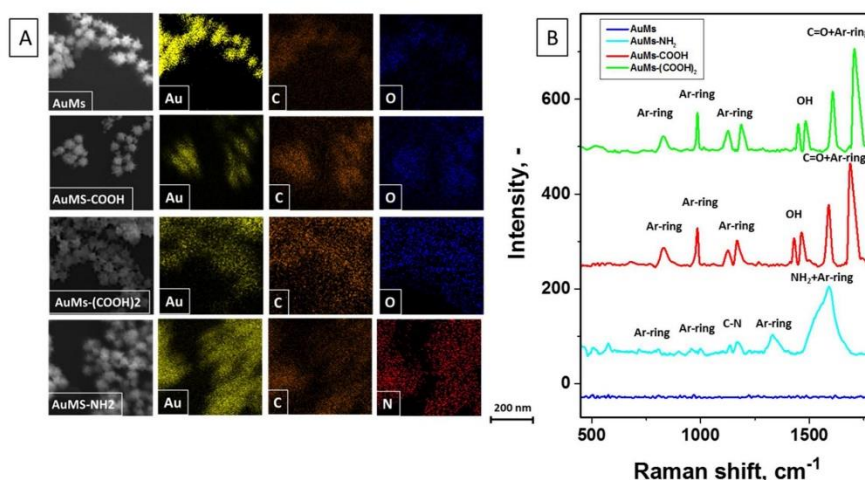 A
AuMs
Au
C
O
AuMS-COOH
Au
C
O
AuMs-(COOH)2
Au
C
O
AuMS-NH2
Au
C
N
200 nm
B
AuMs
AuMs-NH₂
AuMs-COOH
AuMs-(COOH)₂
C=O+Ar-ring
Ar-ring
Ar-ring
Ar-ring
OH
C=O+Ar-ring
Ar-ring
Ar-ring
Ar-ring
OH
NH₂+Ar-ring
Ar-ring
Ar-ring
C-N
Ar-ring
Intensity, -
600
400
200
0
500
1000
1500
Raman shift, cm⁻¹